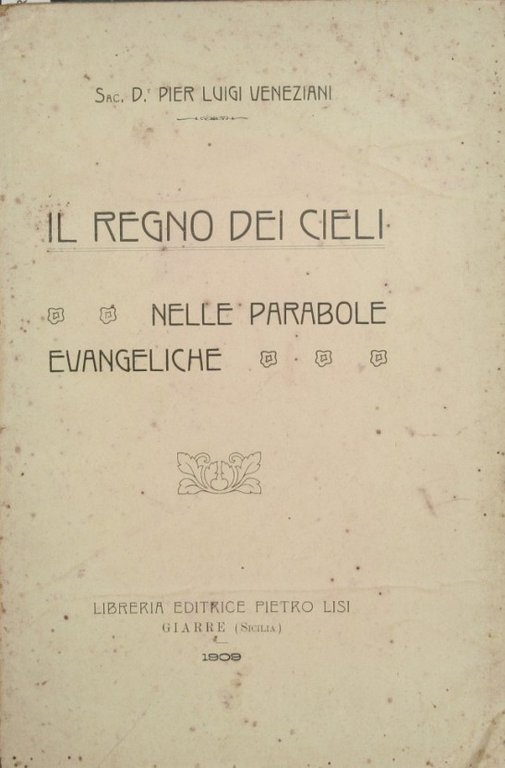 Sac. D. PIER LUIGI VENEZIANI
IL REGNO DEI CIELI
NELLE PARABOLE
EVANGELICHE
LIBRERIA EDITRICE PIETRO LISI
GIARRE (Sicilia)
1909